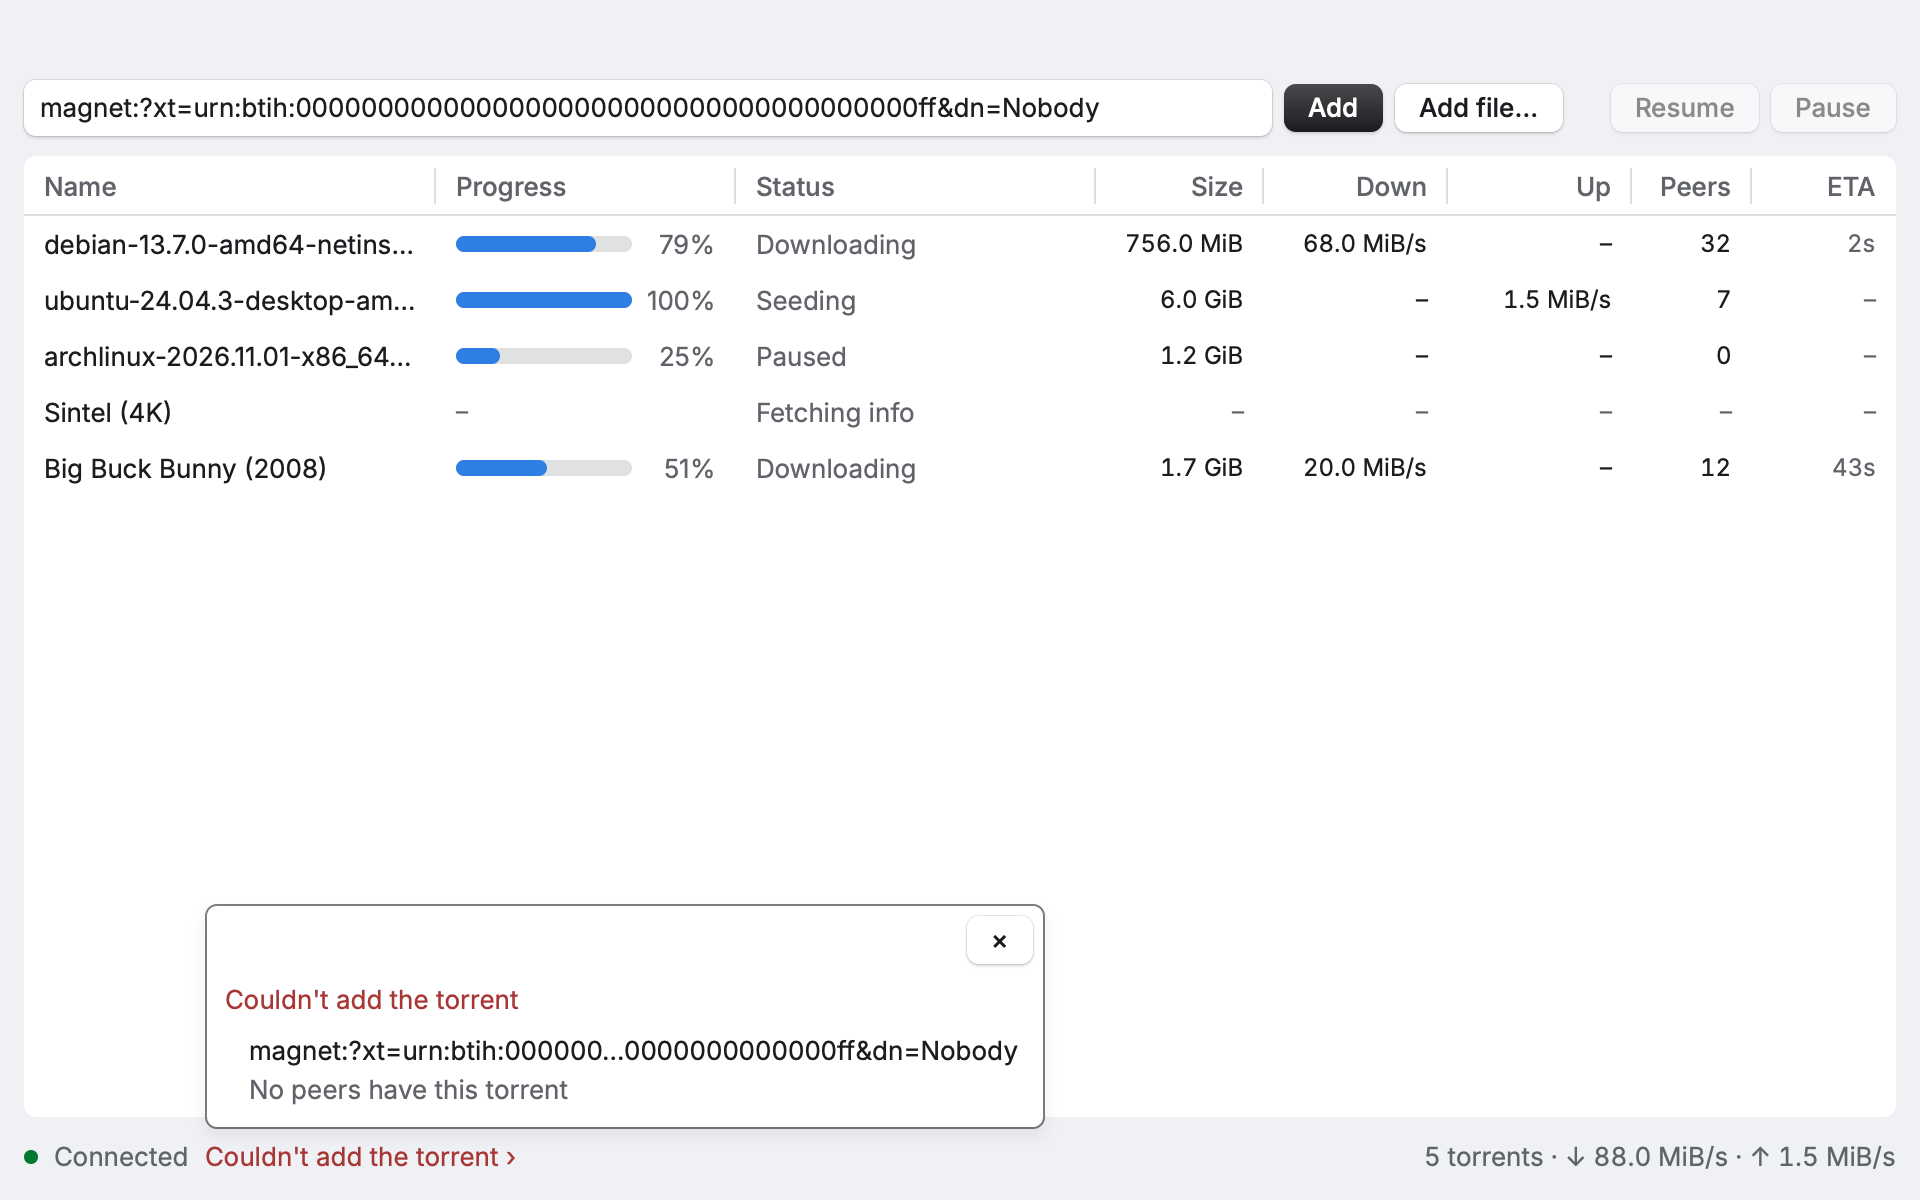 magnet:?xt=urn:btih:00000000000000000000000000000000000000ff&dn=Nobody Add Add file... Resume Pause
Name Progress Status Size Down Up Peers ETA
debian-13.7.0-amd64-netins... 79% Downloading 756.0 MiB 68.0 MiB/s – 32 2s
ubuntu-24.04.3-desktop-am... 100% Seeding 6.0 GiB – 1.5 MiB/s 7 –
archlinux-2026.11.01-x86_64... 25% Paused 1.2 GiB – – 0 –
Sintel (4K) – Fetching info – – – – –
Big Buck Bunny (2008) 51% Downloading 1.7 GiB 20.0 MiB/s – 12 43s
×
Couldn't add the torrent
magnet:?xt=urn:btih:000000...0000000000000ff&dn=Nobody
No peers have this torrent
Connected Couldn't add the torrent › 5 torrents · ↓ 88.0 MiB/s · ↑ 1.5 MiB/s